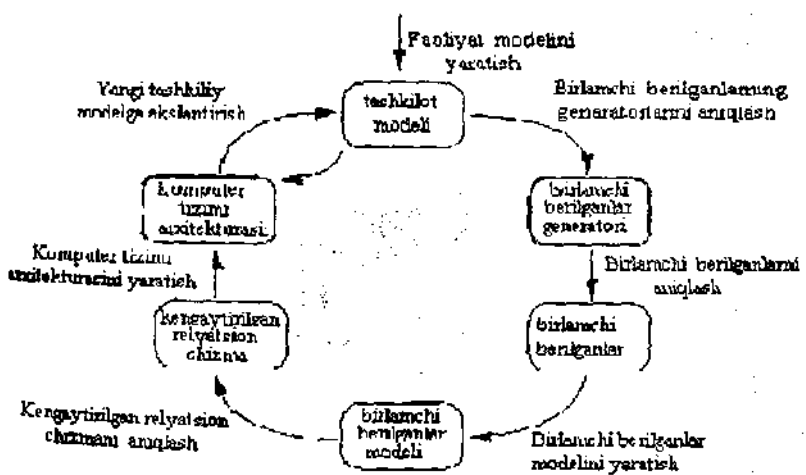 Faoliyat modelini
yaratish
Yangi tashkiliy
modelga akslantirish
tashkilot
modeli
Birlamchi berilganlarning
generatorlarini aniqlash
kompyuter
tizimi
arxitekturasi
birlamchi
berilganlar
generatori
Kompyuter tizimi
arxitekturasini yaratish
Birlamchi berilganlarni
aniqlash
kengaytirilgan
relyatsion
chizma
birlamchi
berilganlar
Kengaytirilgan relyatsion
chizmani aniqlash
birlamchi
berilganlar
modeli
Birlamchi berilganlar
modelini yaratish